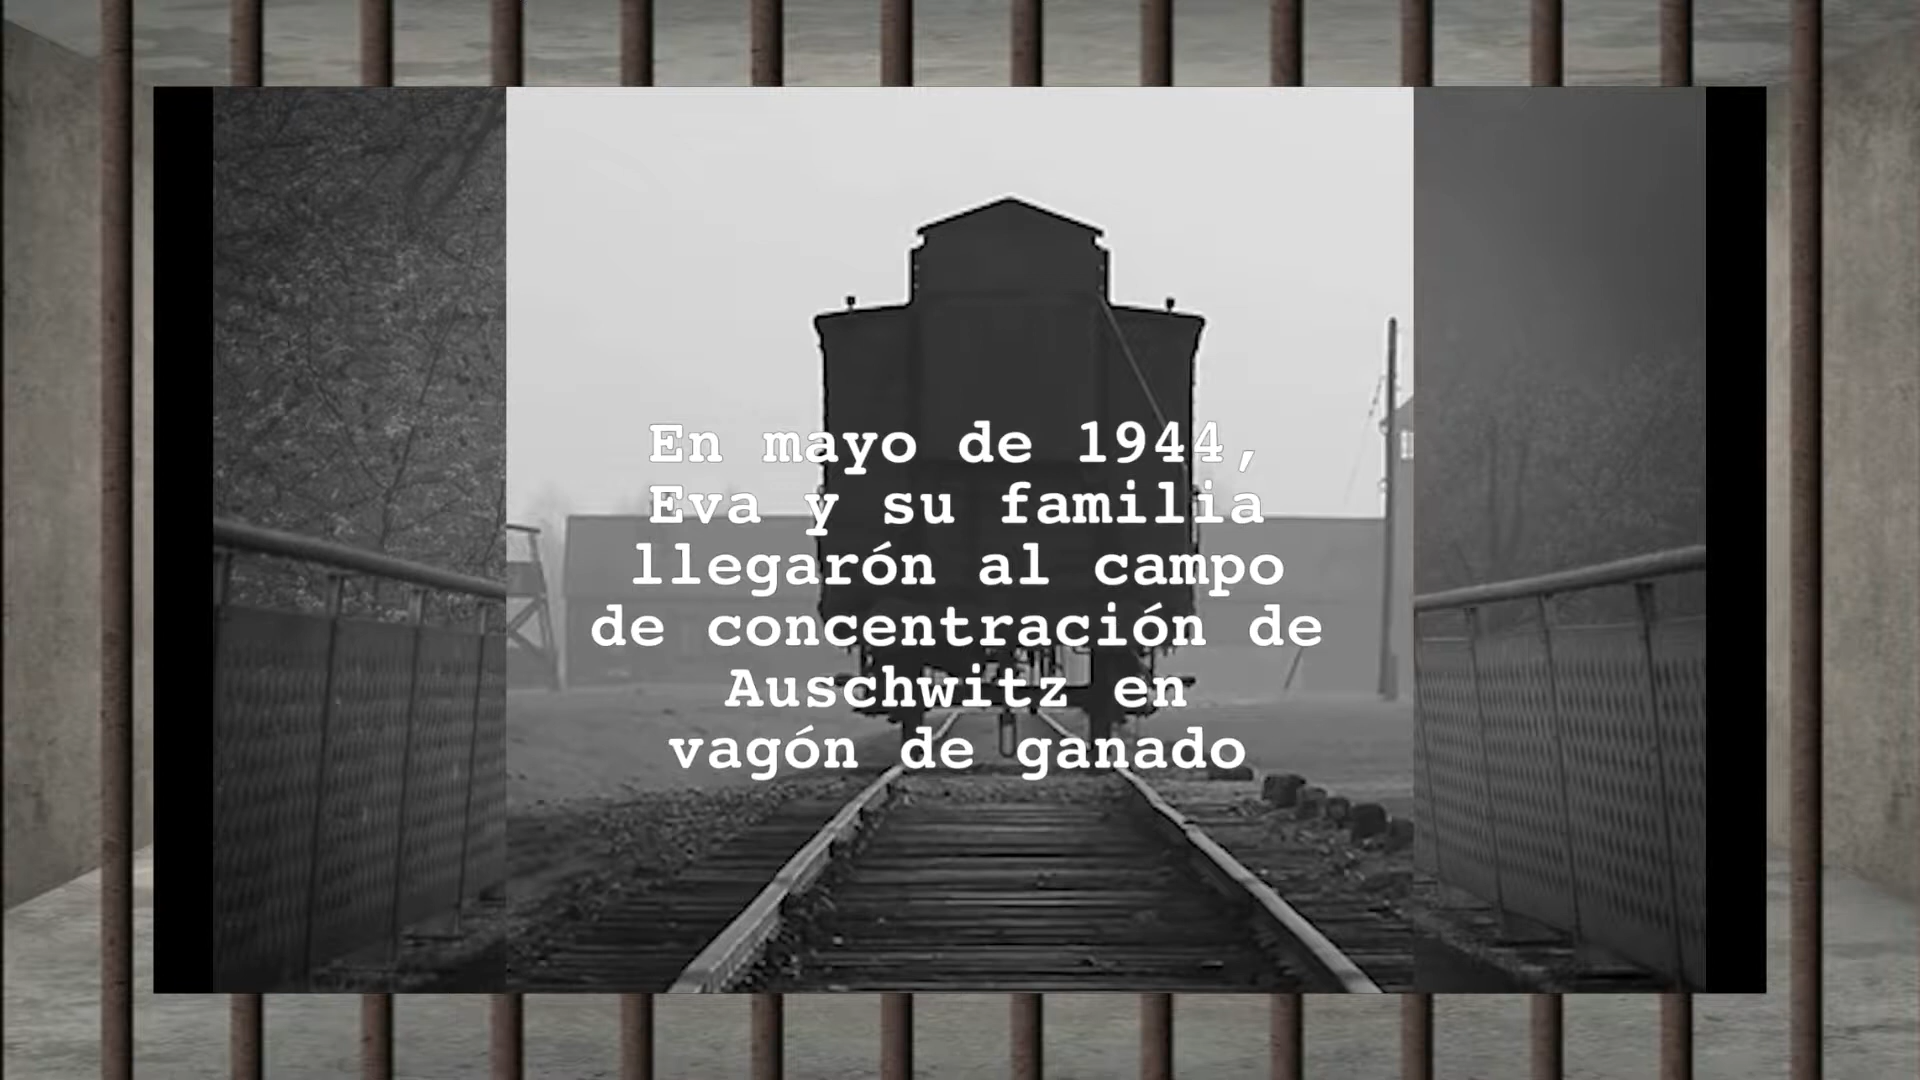 En mayo de 1944,
Eva y su familia
llegarón al campo
de concentración de
Auschwitz en
vagón de ganado